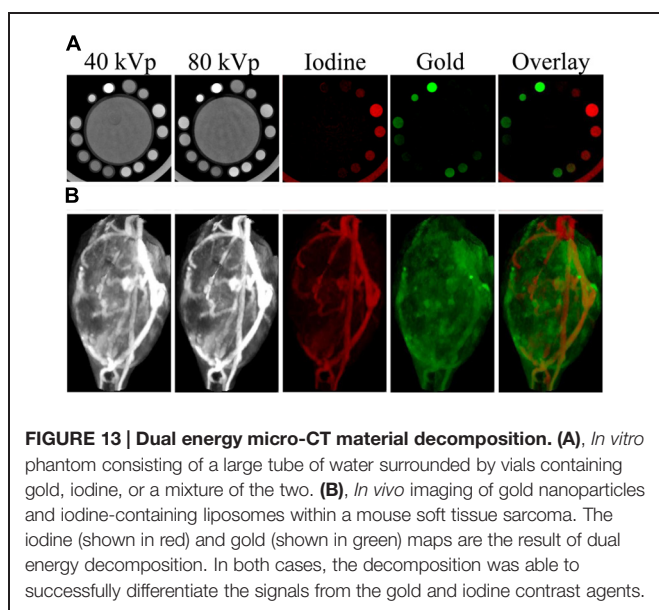 A
40 kVp 80 kVp Iodine Gold Overlay
B
FIGURE 13 | Dual energy micro-CT material decomposition. (A), In vitro
phantom consisting of a large tube of water surrounded by vials containing
gold, iodine, or a mixture of the two. (B), In vivo imaging of gold nanoparticles
and iodine-containing liposomes within a mouse soft tissue sarcoma. The
iodine (shown in red) and gold (shown in green) maps are the result of dual
energy decomposition. In both cases, the decomposition was able to
successfully differentiate the signals from the gold and iodine contrast agents.